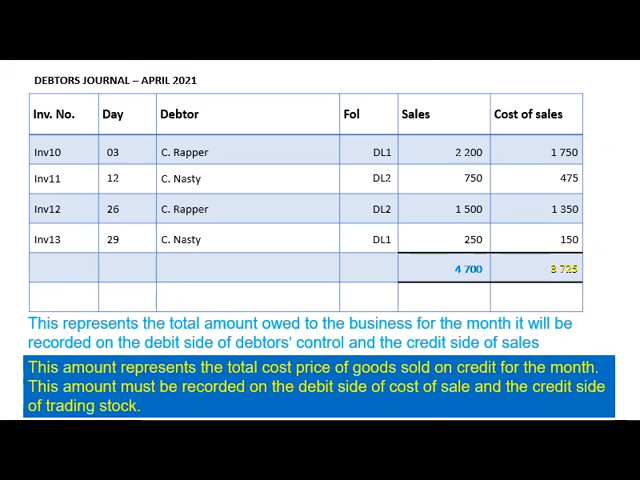 DEBTORS JOURNAL – APRIL 2021
Inv. No. Day Debtor Fol Sales Cost of sales
Inv10 03 C. Rapper DL1 2 200 1 750
Inv11 12 C. Nasty DL2 750 475
Inv12 26 C. Rapper DL2 1 500 1 350
Inv13 29 C. Nasty DL1 250 150
4 700 3 725
This represents the total amount owed to the business for the month it will be
recorded on the debit side of debtors' control and the credit side of sales
This amount represents the total cost price of goods sold on credit for the month.
This amount must be recorded on the debit side of cost of sale and the credit side
of trading stock.